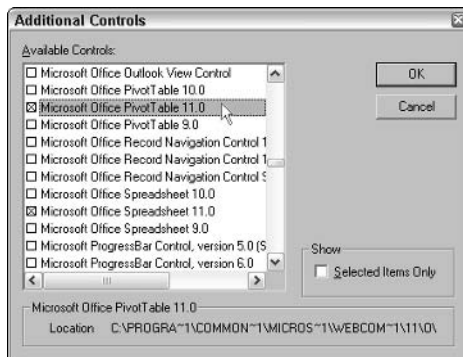 Additional Controls
Available Controls:
Microsoft Office Outlook View Control
Microsoft Office PivotTable 10.0
Microsoft Office PivotTable 11.0
Microsoft Office PivotTable 9.0
Microsoft Office Record Navigation Control 1
Microsoft Office Record Navigation Control 1
Microsoft Office Record Navigation Control S
Microsoft Office Spreadsheet 10.0
Microsoft Office Spreadsheet 11.0
Microsoft Office Spreadsheet 9.0
Microsoft ProgressBar Control, version 5.0 (S
Microsoft ProgressBar Control, version 6.0
OK
Cancel
Show
Selected Items Only
Microsoft Office PivotTable 11.0
Location C:\PROGRA~1\COMMON~1\MICROS~1\WEBCOM~1\11\O\